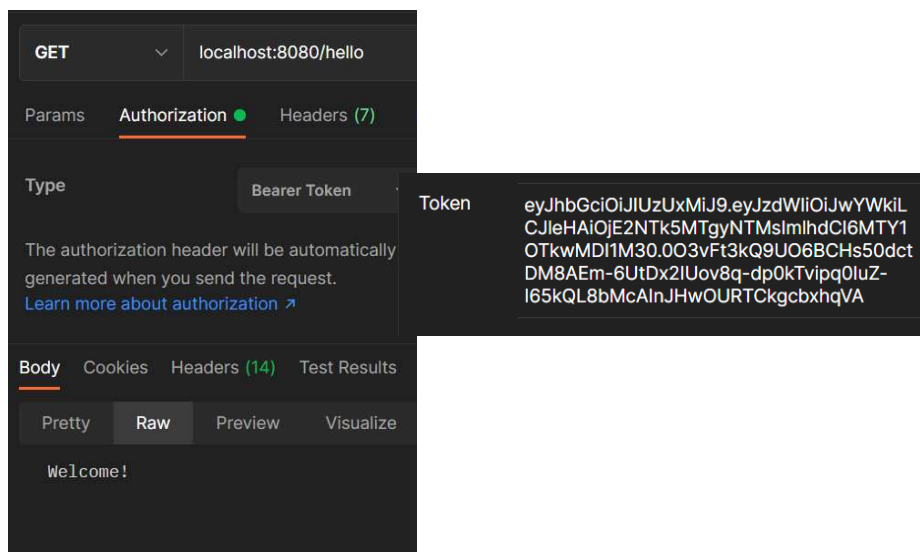 GET localhost:8080/hello
Params Authorization Headers (7)
Type Bearer Token
The authorization header will be automatically
generated when you send the request.
Learn more about authorization ↗
Token
eyJhbGciOiJIUzUxMiJ9.eyJzdWIiOiJwYWkiL
CJleHAiOjE2NTk5MTgyNTMsImlhdCI6MTY1
OTkwMDI1M30.0O3vFt3kQ9UO6BCHs50dct
DM8AEm-6UtDx2IUov8q-dp0kTvipq0IuZ-
I65kQL8bMcAlnJHwOURTCkgcbxhqVA
Body Cookies Headers (14) Test Results
Pretty Raw Preview Visualize
Welcome!